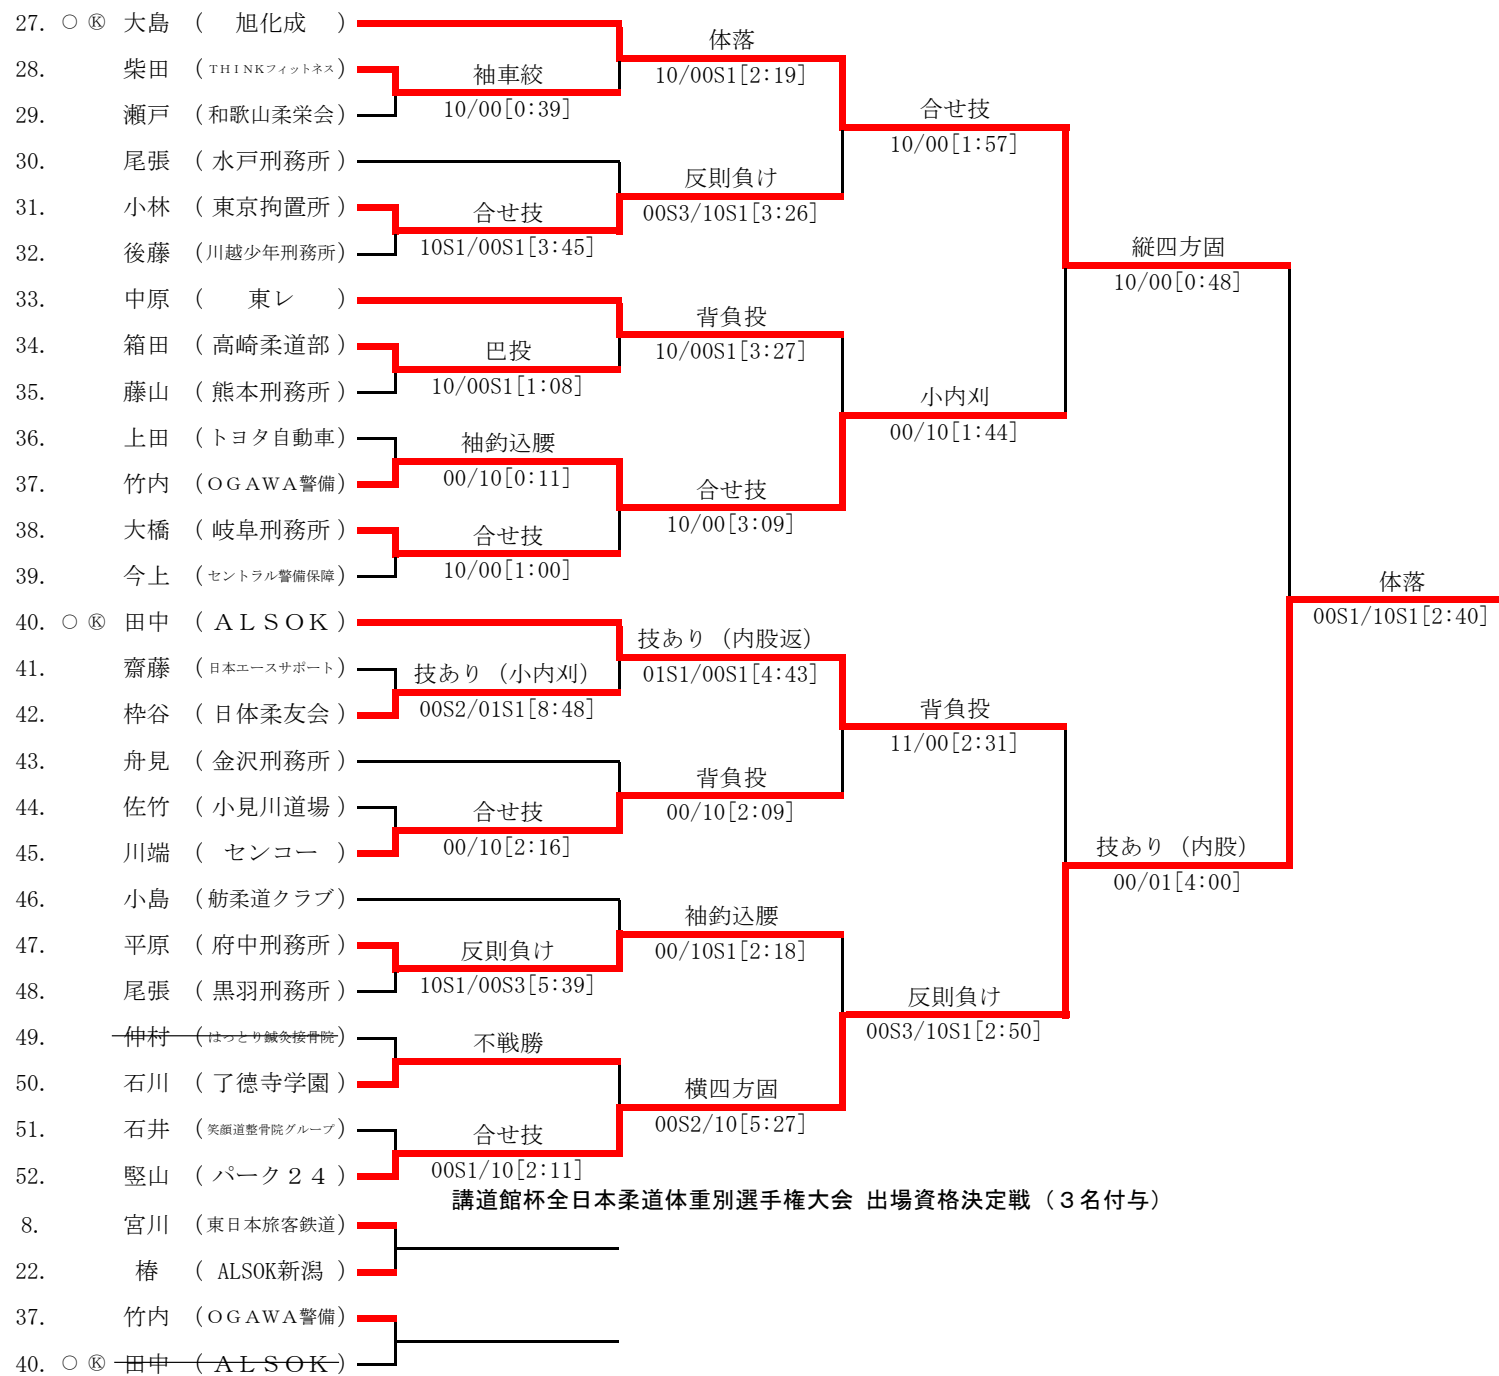 27. ○ Ⓚ 大島 （ 旭化成 ）
28. 柴田 （ＴＨＩＮＫフィットネス）
29. 瀬戸 （和歌山柔栄会）
30. 尾張 （水戸刑務所）
31. 小林 （東京拘置所）
32. 後藤 （川越少年刑務所）
33. 中原 （ 東レ ）
34. 箱田 （高崎柔道部）
35. 藤山 （熊本刑務所）
36. 上田 （トヨタ自動車）
37. 竹内 （ＯＧＡＷＡ警備）
38. 大橋 （岐阜刑務所）
39. 今上 （セントラル警備保障）
40. ○ Ⓚ 田中 （ＡＬＳＯＫ）
41. 齋藤 （日本エースサポート）
42. 枠谷 （日体柔友会）
43. 舟見 （金沢刑務所）
44. 佐竹 （小見川道場）
45. 川端 （ センコー ）
46. 小島 （舫柔道クラブ）
47. 平原 （府中刑務所）
48. 尾張 （黒羽刑務所）
49. 仲村 （はっとり鍼灸接骨院）
50. 石川 （了德寺学園）
51. 石井 （笑顔道整骨院グループ）
52. 堅山 （パーク２４）
袖車絞
10/00[0:39]
合せ技
10S1/00S1[3:45]
巴投
10/00S1[1:08]
袖釣込腰
00/10[0:11]
合せ技
10/00[1:00]
技あり（小内刈）
00S2/01S1[8:48]
合せ技
00/10[2:16]
反則負け
10S1/00S3[5:39]
不戦勝
合せ技
00S1/10[2:11]
体落
10/00S1[2:19]
反則負け
00S3/10S1[3:26]
背負投
10/00S1[3:27]
合せ技
10/00[3:09]
技あり（内股返）
01S1/00S1[4:43]
背負投
00/10[2:09]
袖釣込腰
00/10S1[2:18]
横四方固
00S2/10[5:27]
合せ技
10/00[1:57]
小内刈
00/10[1:44]
背負投
11/00[2:31]
反則負け
00S3/10S1[2:50]
縦四方固
10/00[0:48]
技あり（内股）
00/01[4:00]
体落
00S1/10S1[2:40]
講道館杯全日本柔道体重別選手権大会 出場資格決定戦（３名付与）
8. 宮川 （東日本旅客鉄道）
22. 椿 （ ALSOK新潟 ）
37. 竹内 （ＯＧＡＷＡ警備）
40. ○ Ⓚ 田中 （ＡＬＳＯＫ）